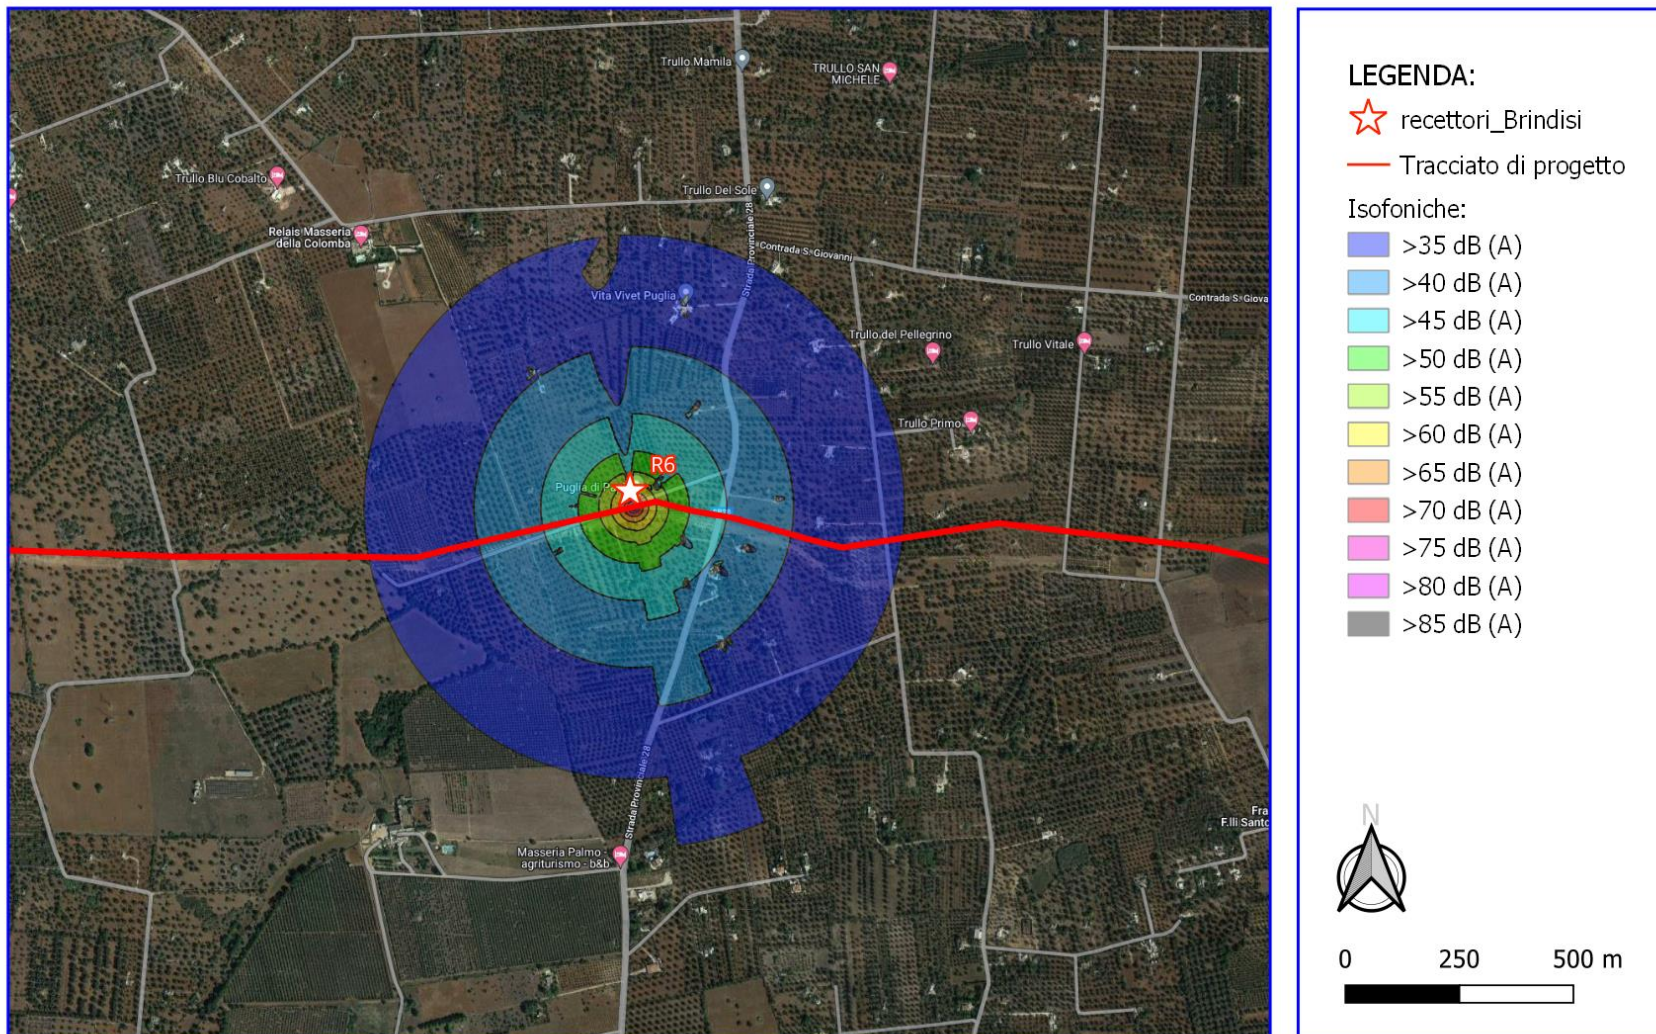 Trullo Mamila
TRULLO SAN
MICHELE
Trullo Blu Cobalto
Trullo Del Sole
Relais Masseria
della Colomba
Strada Provinciale 28
Contrada S. Giovanni
Contrada S. Giova
Vita Vivet Puglia
Trullo del Pellegrino
Trullo Vitale
Trullo Primo
R6
Puglia di
Strada Provinciale 28
Masseria Palmo -
agriturismo - b&b
Fra
F.lli Santo
LEGENDA:
recettori_Brindisi
Tracciato di progetto
Isofoniche:
>35 dB (A)
>40 dB (A)
>45 dB (A)
>50 dB (A)
>55 dB (A)
>60 dB (A)
>65 dB (A)
>70 dB (A)
>75 dB (A)
>80 dB (A)
>85 dB (A)
N
0 250 500 m